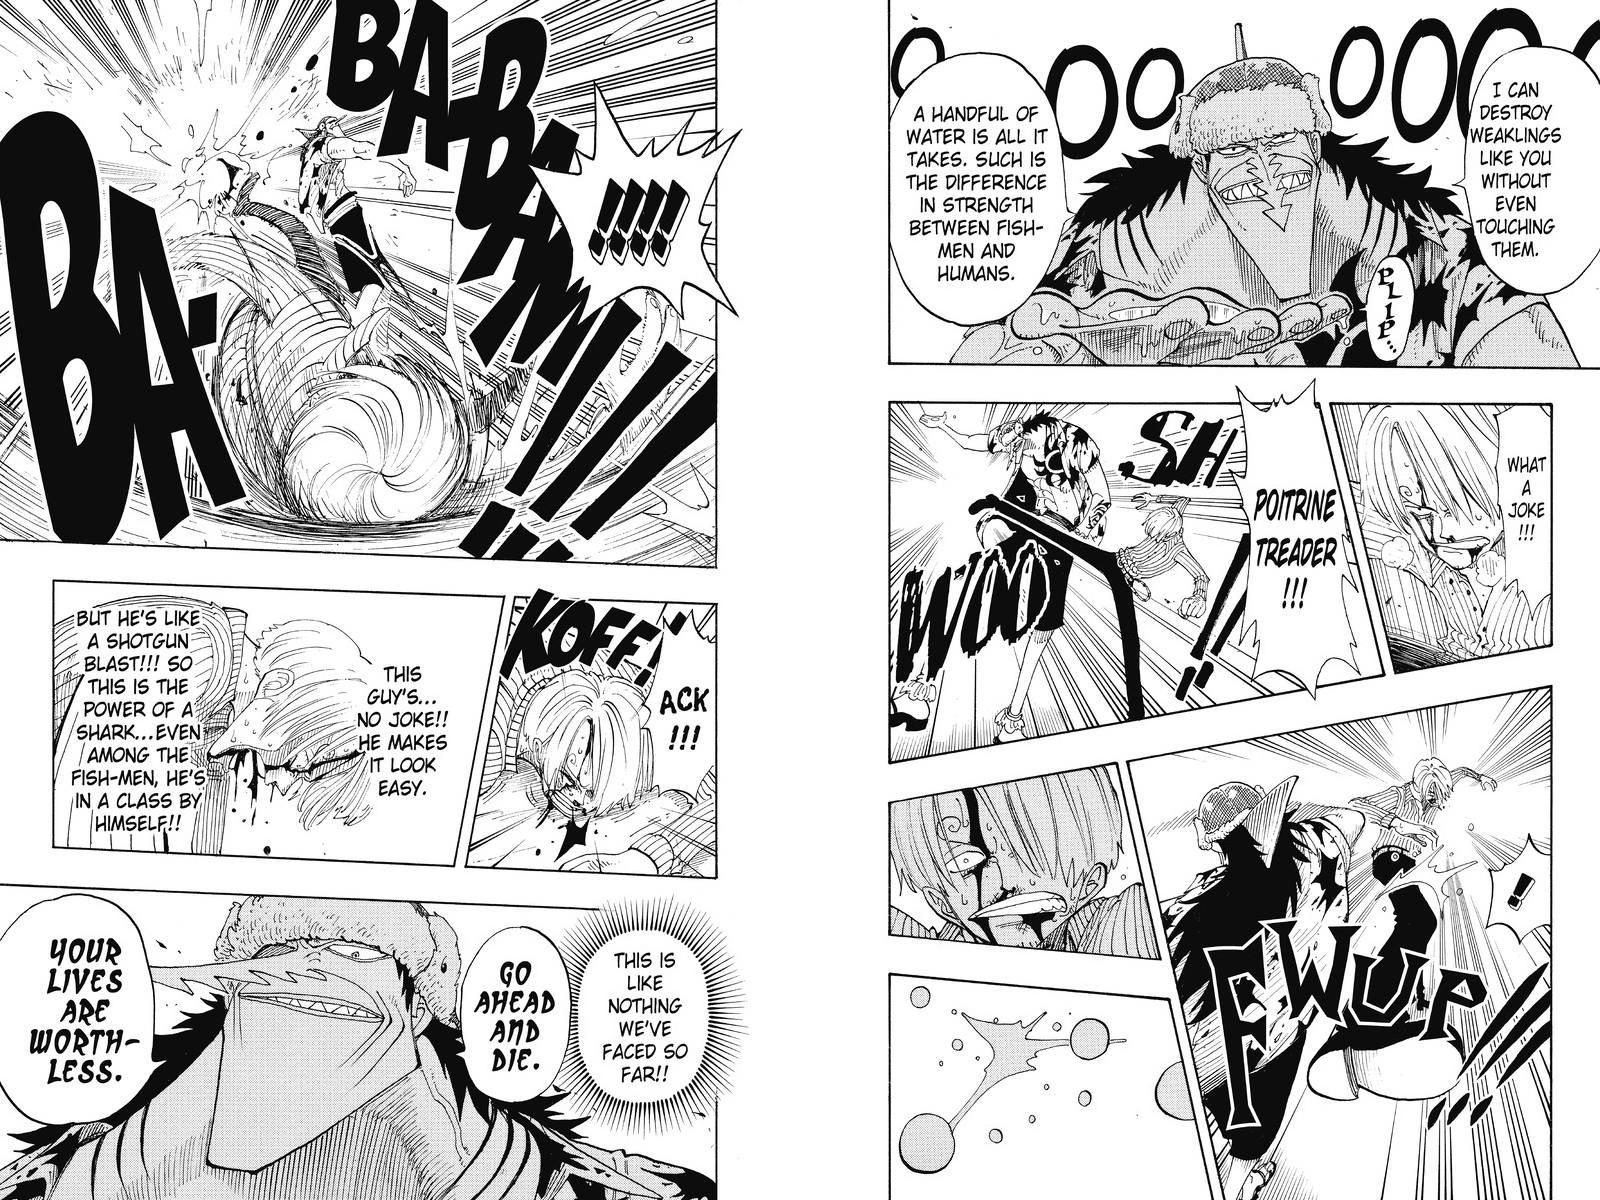 I CAN
DESTROY
WEAKLINGS
LIKE YOU
WITHOUT
EVEN
TOUCHING
THEM.
A HANDFUL OF
WATER IS ALL IT
TAKES. SUCH IS
THE DIFFERENCE
IN STRENGTH
BETWEEN FISH-
MEN AND
HUMANS.
PLIP...
WHAT
A
JOKE
!!!
POITRINE
TREADER
!!!
SH
WOO
!!
!
FWUP!!!
BA-BAM!!!
BA-BAM!!!
!!!!
ACK
!!!
KOFF!
THIS
GUY'S...
NO JOKE!!
HE MAKES
IT LOOK
EASY.
BUT HE'S LIKE
A SHOTGUN
BLAST!!! SO
THIS IS THE
POWER OF A
SHARK...EVEN
AMONG THE
FISH-MEN, HE'S
IN A CLASS BY
HIMSELF!!
THIS IS
LIKE
NOTHING
WE'VE
FACED SO
FAR!!
GO
AHEAD
AND
DIE.
YOUR
LIVES
ARE
WORTH-
LESS.